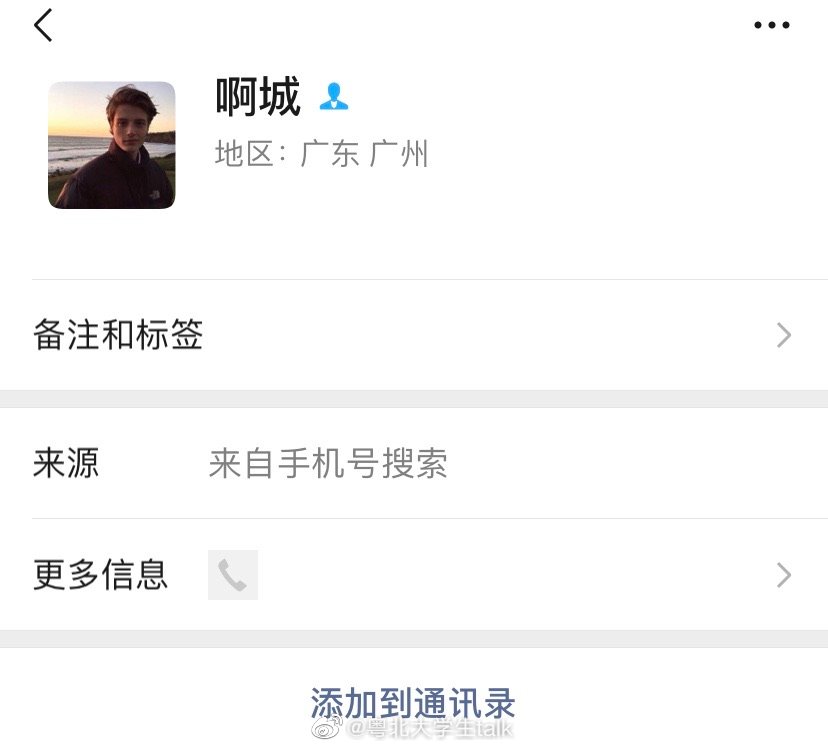 啊城
地区：广东 广州
备注和标签
来源 来自手机号搜索
更多信息
添加到通讯录
@粤北大学生talk